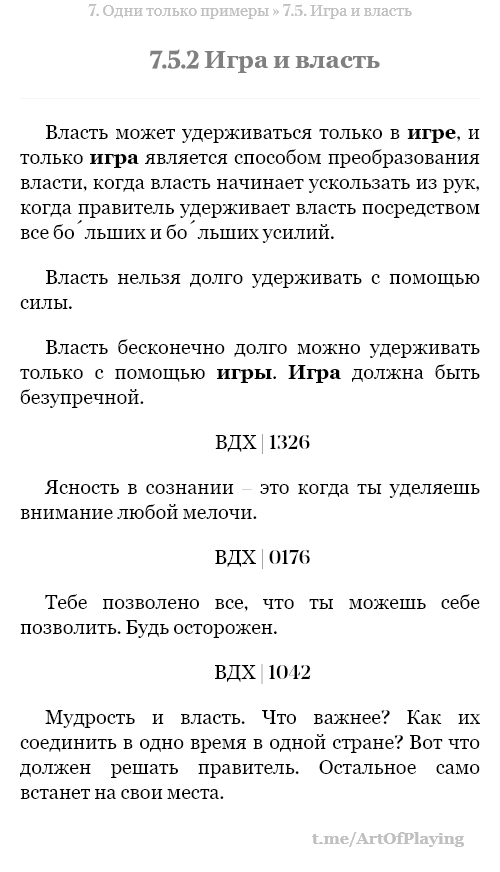 7. Одни только примеры » 7.5. Игра и власть
7.5.2 Игра и власть
Власть может удерживаться только в игре, и
только игра является способом преобразования
власти, когда власть начинает ускользать из рук,
когда правитель удерживает власть посредством
все бо´льших и бо´льших усилий.
Власть нельзя долго удерживать с помощью
силы.
Власть бесконечно долго можно удерживать
только с помощью игры. Игра должна быть
безупречной.
ВДХ | 1326
Ясность в сознании – это когда ты уделяешь
внимание любой мелочи.
ВДХ | 0176
Тебе позволено все, что ты можешь себе
позволить. Будь осторожен.
ВДХ | 1042
Мудрость и власть. Что важнее? Как их
соединить в одно время в одной стране? Вот что
должен решать правитель. Остальное само
встанет на свои места.
t.me/ArtOfPlaying